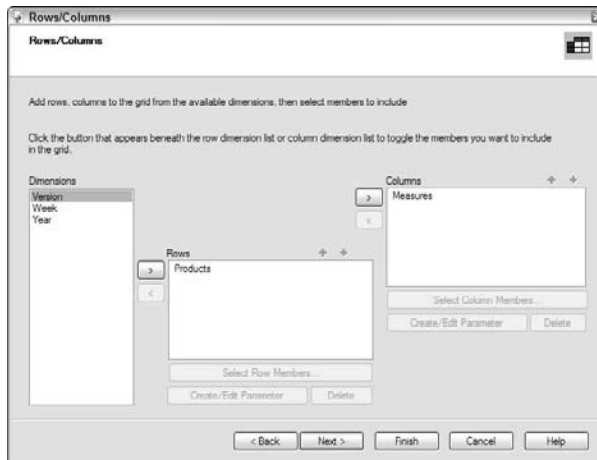 Rows/Columns
Rows/Columns
Add rows, columns to the grid from the available dimensions, then select members to include
Click the button that appears beneath the row dimension list or column dimension list to toggle the members you want to include
in the grid.
Dimensions
Version
Week
Year
>
<
Rows
Products
Select Row Members...
Create/Edit Parameter
Delete
>
<
Columns
Measures
Select Column Members...
Create/Edit Parameter
Delete
< Back
Next >
Finish
Cancel
Help